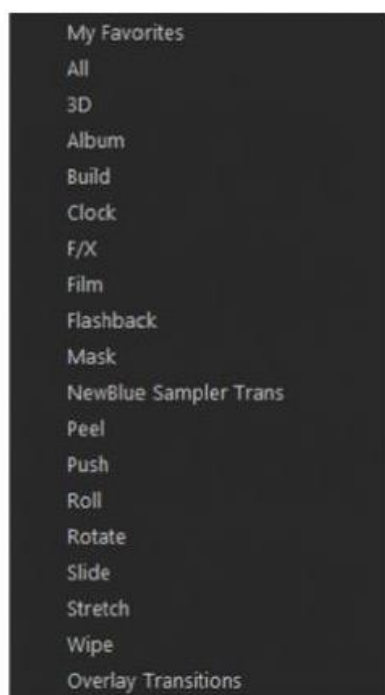 My Favorites
All
3D
Album
Build
Clock
F/X
Film
Flashback
Mask
NewBlue Sampler Trans
Peel
Push
Roll
Rotate
Slide
Stretch
Wipe
Overlay Transitions